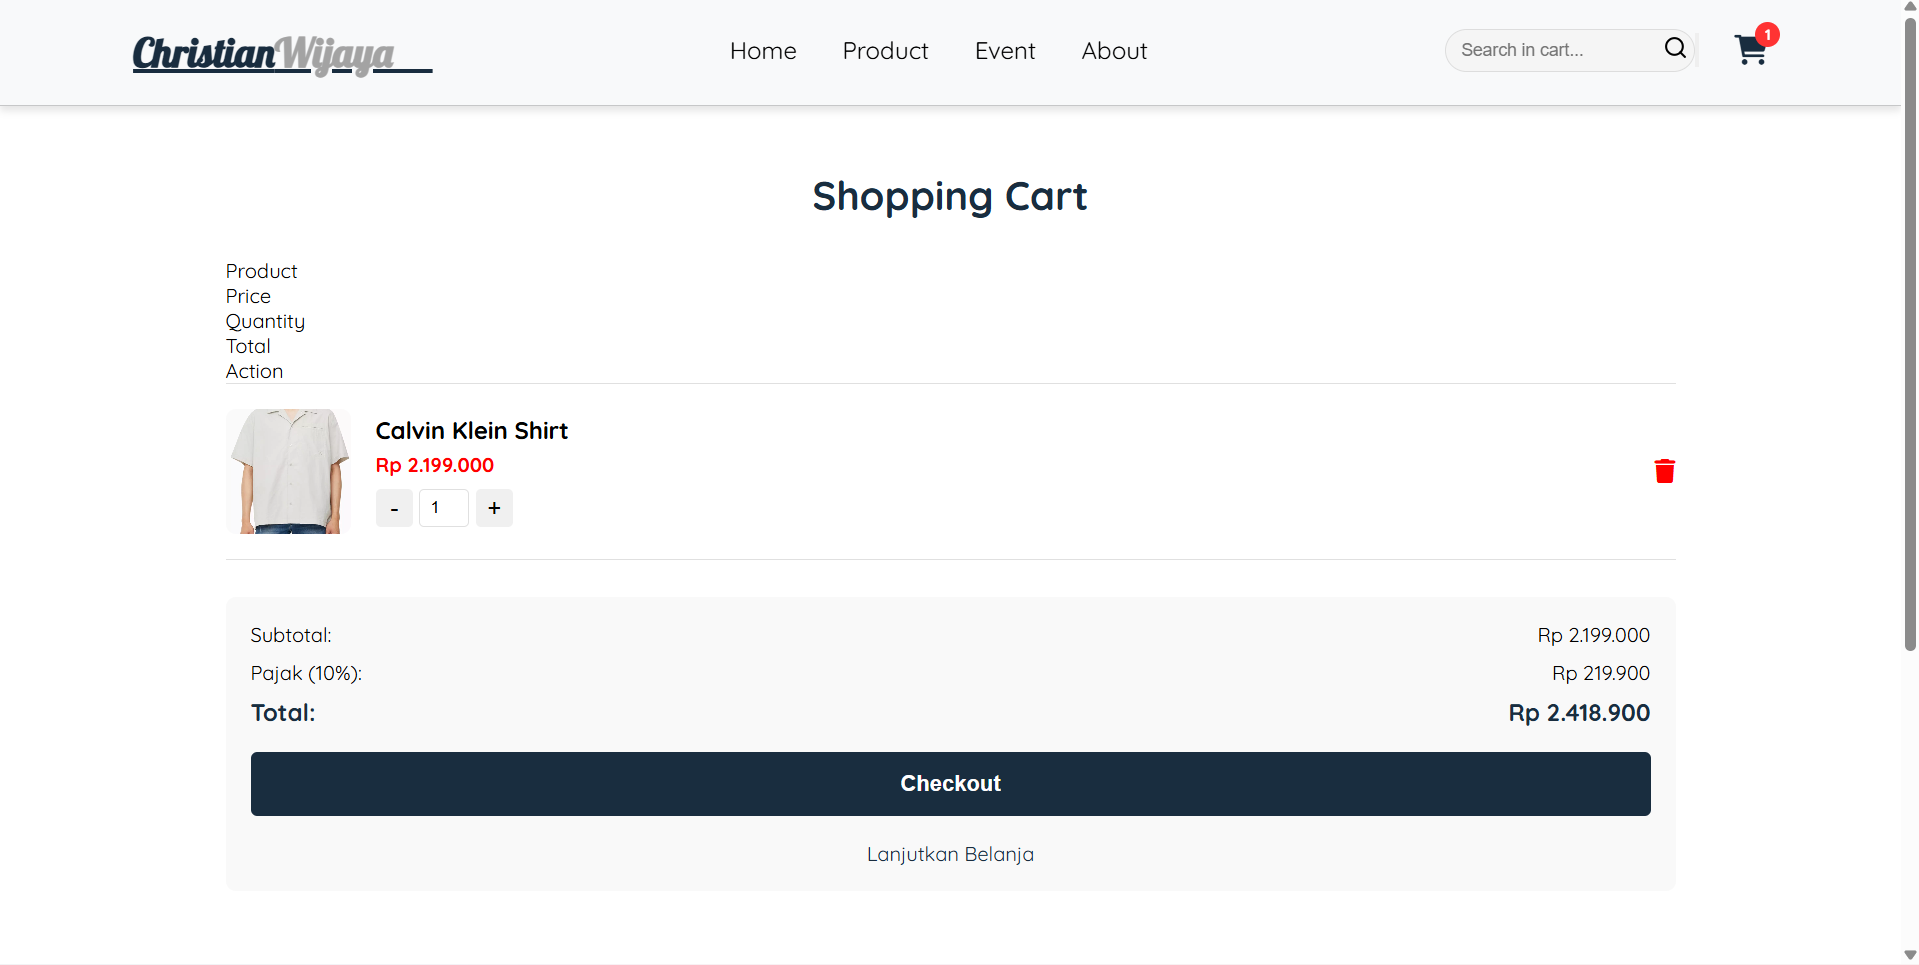 ChristianWijaya
Home Product Event About
Search in cart...
1
Shopping Cart
Product
Price
Quantity
Total
Action
Calvin Klein Shirt
Rp 2.199.000
- 1 +
Subtotal: Rp 2.199.000
Pajak (10%): Rp 219.900
Total: Rp 2.418.900
Checkout
Lanjutkan Belanja